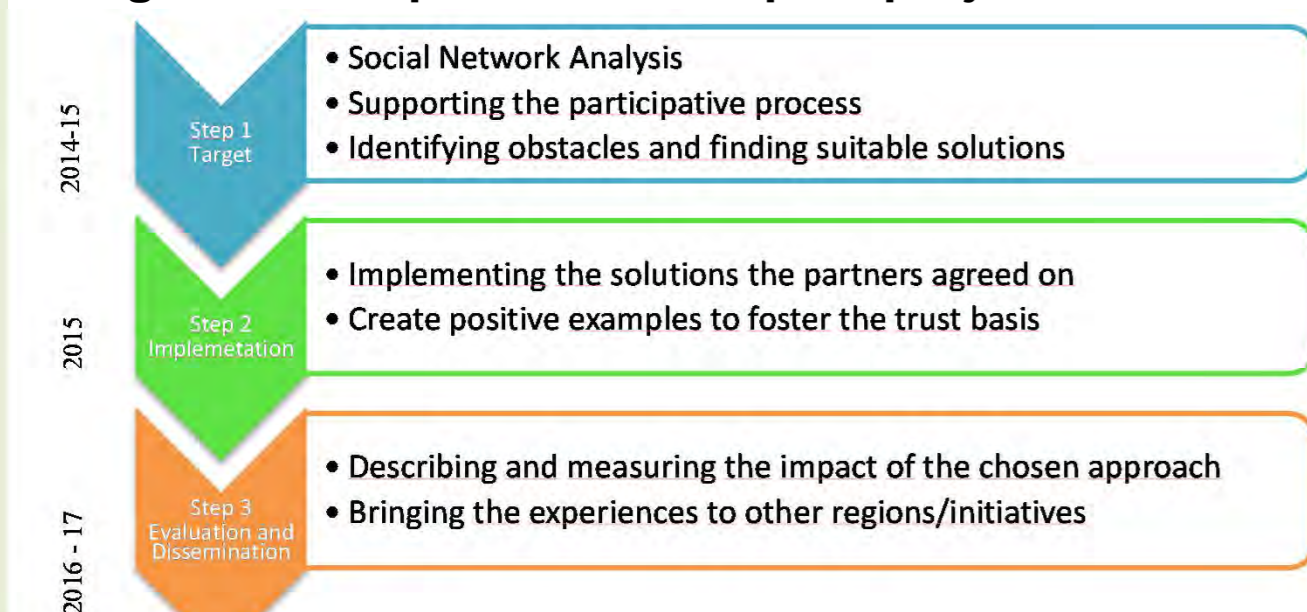 2014-15
Step 1
Target
• Social Network Analysis
• Supporting the participative process
• Identifying obstacles and finding suitable solutions
2015
Step 2
Implemetation
• Implementing the solutions the partners agreed on
• Create positive examples to foster the trust basis
2016 - 17
Step 3
Evaluation and
Dissemination
• Describing and measuring the impact of the chosen approach
• Bringing the experiences to other regions/initiatives